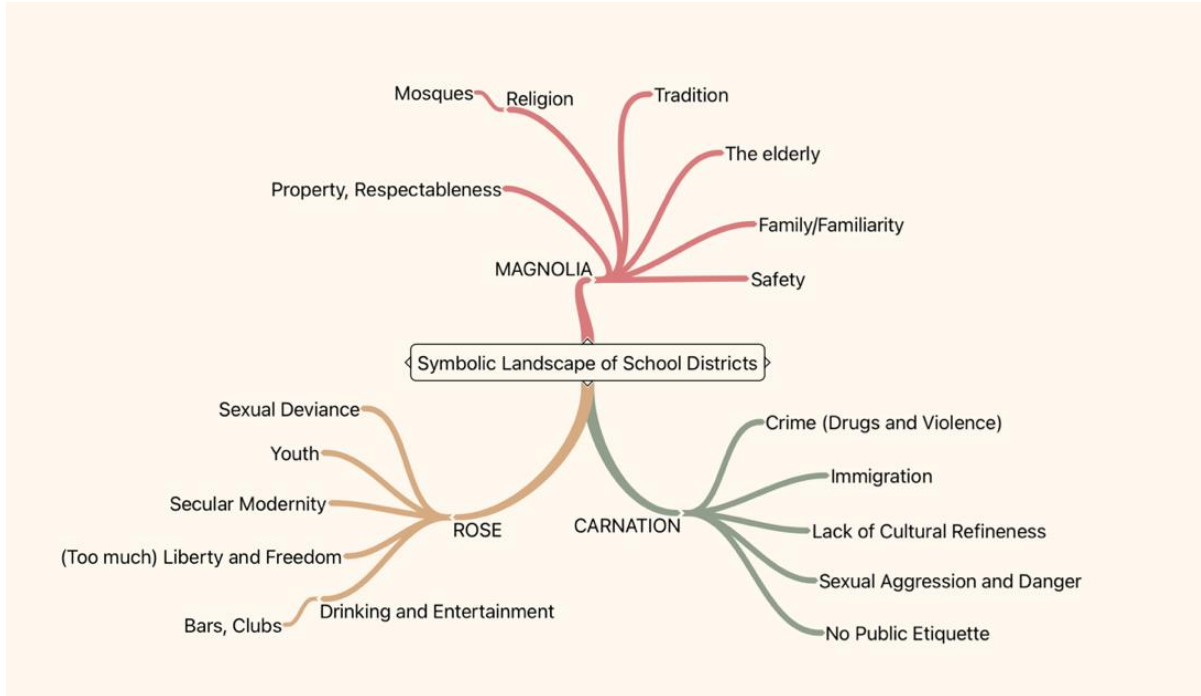 Mosques
Religion
Tradition
The elderly
Property, Respectableness
Family/Familiarity
MAGNOLIA
Safety
Symbolic Landscape of School Districts
Sexual Deviance
Youth
Secular Modernity
(Too much) Liberty and Freedom
Bars, Clubs
Drinking and Entertainment
ROSE
CARNATION
Crime (Drugs and Violence)
Immigration
Lack of Cultural Refineness
Sexual Aggression and Danger
No Public Etiquette